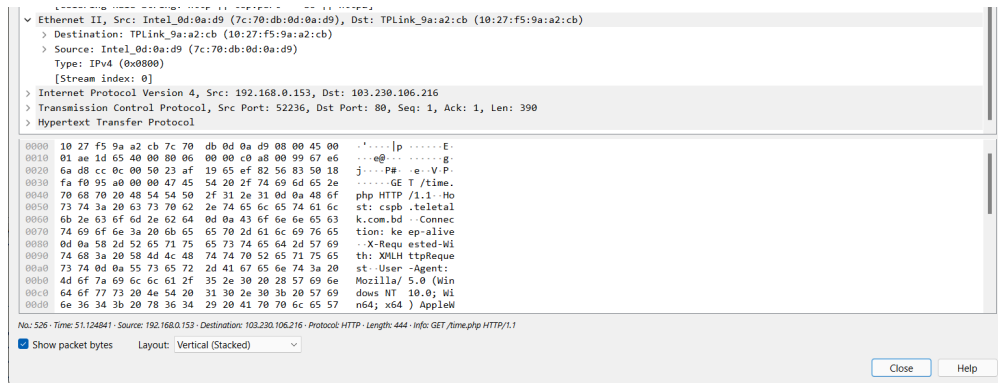 Ethernet II, Src: Intel_0d:0a:d9 (7c:70:db:0d:0a:d9), Dst: TPLink_9a:a2:cb (10:27:f5:9a:a2:cb)
Destination: TPLink_9a:a2:cb (10:27:f5:9a:a2:cb)
Source: Intel_0d:0a:d9 (7c:70:db:0d:0a:d9)
Type: IPv4 (0x0800)
[Stream index: 0]
Internet Protocol Version 4, Src: 192.168.0.153, Dst: 103.230.106.216
Transmission Control Protocol, Src Port: 52236, Dst Port: 80, Seq: 1, Ack: 1, Len: 390
Hypertext Transfer Protocol
0000 10 27 f5 9a a2 cb 7c 70 db 0d 0a d9 08 00 45 00 ·'····|p ······E·
0010 01 ae 1d 65 40 00 80 06 00 00 c0 a8 00 99 67 e6 ···e@··· ······g·
0020 6a d8 cc 0c 00 50 23 af 19 65 ef 82 56 83 50 18 j····P#· ·e··V·P·
0030 fa f0 95 a0 00 00 47 45 54 20 2f 74 69 6d 65 2e ······GE T /time.
0040 70 68 70 20 48 54 54 50 2f 31 2e 31 0d 0a 48 6f php HTTP /1.1··Ho
0050 73 74 3a 20 63 73 70 62 2e 74 65 6c 65 74 61 6c st: cspb .teletal
0060 6b 2e 63 6f 6d 2e 62 64 0d 0a 43 6f 6e 6e 65 63 k.com.bd ··Connec
0070 74 69 6f 6e 3a 20 6b 65 65 70 2d 61 6c 69 76 65 tion: ke ep-alive
0080 0d 0a 58 2d 52 65 71 75 65 73 74 65 64 2d 57 69 ··X-Requ ested-Wi
0090 74 68 3a 20 58 4d 4c 48 74 74 70 52 65 71 75 65 th: XMLH ttpReque
00a0 73 74 0d 0a 55 73 65 72 2d 41 67 65 6e 74 3a 20 st··User -Agent:
00b0 4d 6f 7a 69 6c 6c 61 2f 35 2e 30 20 28 57 69 6e Mozilla/ 5.0 (Win
00c0 64 6f 77 73 20 4e 54 20 31 30 2e 30 3b 20 57 69 dows NT 10.0; Wi
00d0 6e 36 34 3b 20 78 36 34 29 20 41 70 70 6c 65 57 n64; x64 ) AppleW
No.: 526 · Time: 51.124841 · Source: 192.168.0.153 · Destination: 103.230.106.216 · Protocol: HTTP · Length: 444 · Info: GET /time.php HTTP/1.1
Show packet bytes Layout: Vertical (Stacked)
Close Help